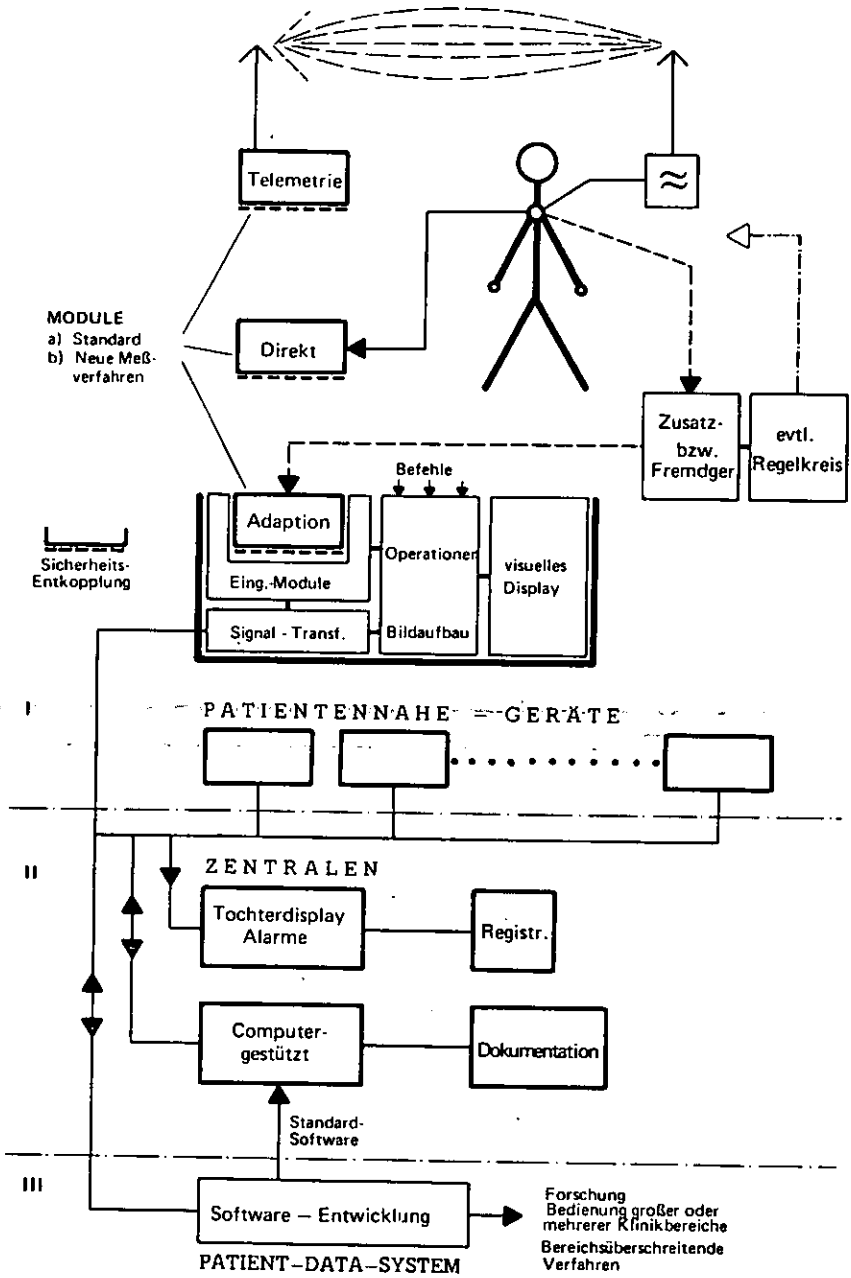 Telemetrie
≈
MODULE
a) Standard
b) Neue Meß-
verfahren
Direkt
Zusatz-
bzw.
Fremdger.
evtl.
Regelkreis
Befehle
Adaption
Eing.-Module
Operationen
visuelles
Display
Signal - Transf.
Bildaufbau
Sicherheits-
Entkopplung
I
PATIENTENNAHE - GERÄTE
II
ZENTRALEN
Tochterdisplay
Alarme
Registr.
Computer-
gestützt
Dokumentation
Standard-
Software
III
Software - Entwicklung
Forschung
Bedienung großer oder
mehrerer Klinikbereiche
Bereichsüberschreitende
Verfahren
PATIENT-DATA-SYSTEM